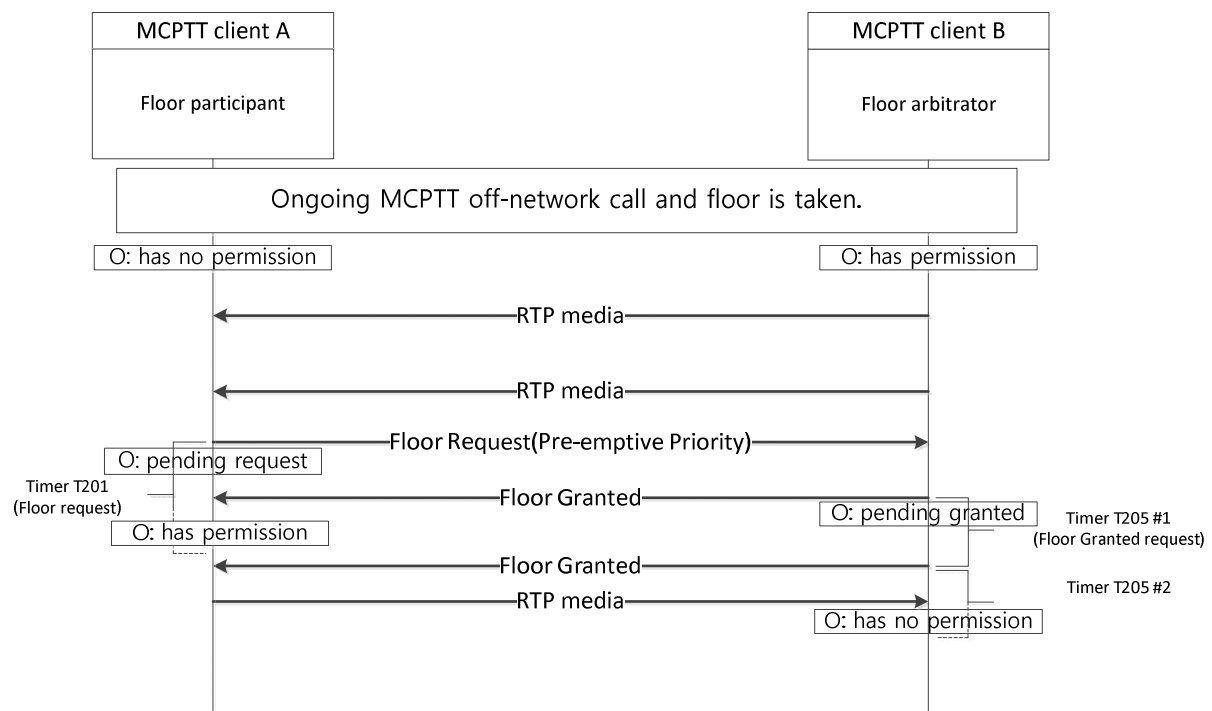 MCPTT client A
MCPTT client B
Floor participant
Floor arbitrator
Ongoing MCPTT off-network call and floor is taken.
O: has no permission
O: has permission
RTP media
RTP media
Floor Request(Pre-emptive Priority)
O: pending request
Timer T201
(Floor request)
Floor Granted
O: pending granted
O: has permission
Timer T205 #1
(Floor Granted request)
Floor Granted
Timer T205 #2
RTP media
O: has no permission